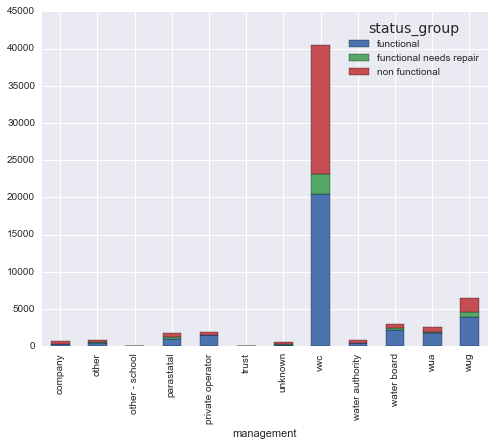 45000
40000
35000
30000
25000
20000
15000
10000
5000
0
status_group
functional
functional needs repair
non functional
company
other
other - school
parastatal
private operator
trust
unknown
vwc
water authority
water board
wua
wug
management